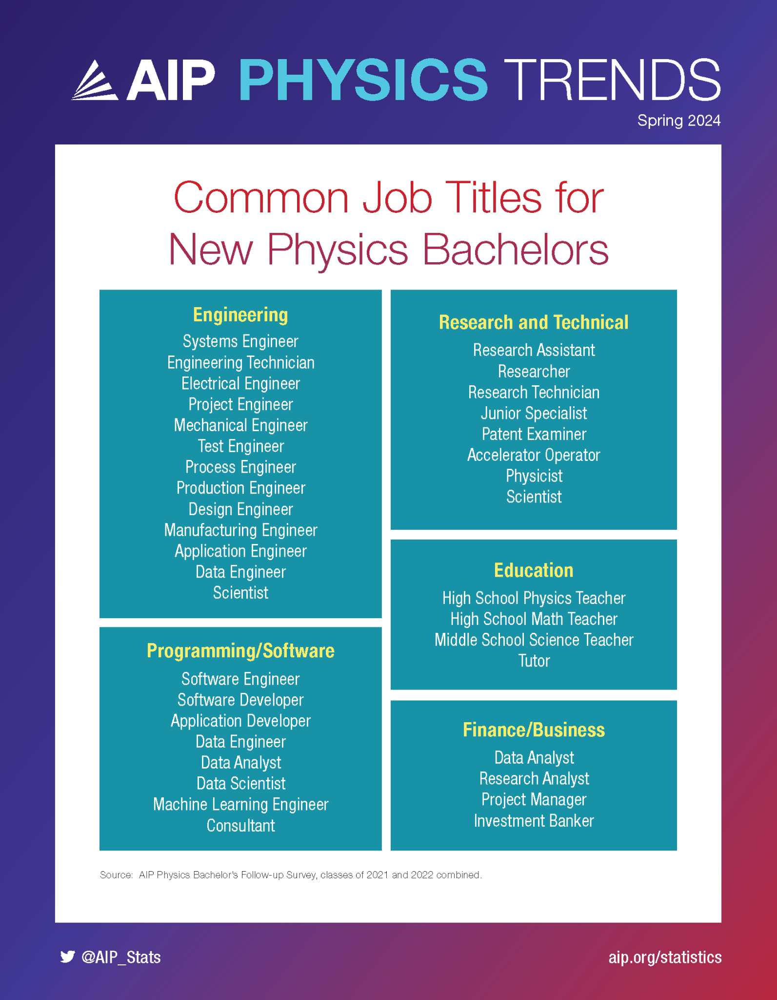 AIP PHYSICS TRENDS
Spring 2024
Common Job Titles for
New Physics Bachelors
Engineering
Systems Engineer
Engineering Technician
Electrical Engineer
Project Engineer
Mechanical Engineer
Test Engineer
Process Engineer
Production Engineer
Design Engineer
Manufacturing Engineer
Application Engineer
Data Engineer
Scientist
Programming/Software
Software Engineer
Software Developer
Application Developer
Data Engineer
Data Analyst
Data Scientist
Machine Learning Engineer
Consultant
Research and Technical
Research Assistant
Researcher
Research Technician
Junior Specialist
Patent Examiner
Accelerator Operator
Physicist
Scientist
Education
High School Physics Teacher
High School Math Teacher
Middle School Science Teacher
Tutor
Finance/Business
Data Analyst
Research Analyst
Project Manager
Investment Banker
Source: AIP Physics Bachelor's Follow-up Survey, classes of 2021 and 2022 combined.
@AIP_Stats
aip.org/statistics